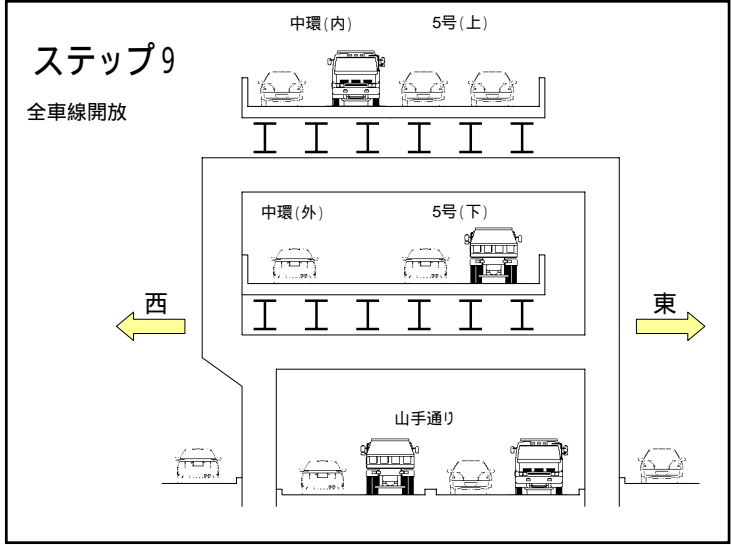 ステップ9
全車線開放
中環(内) 5号(上)
中環(外) 5号(下)
西
東
山手通り